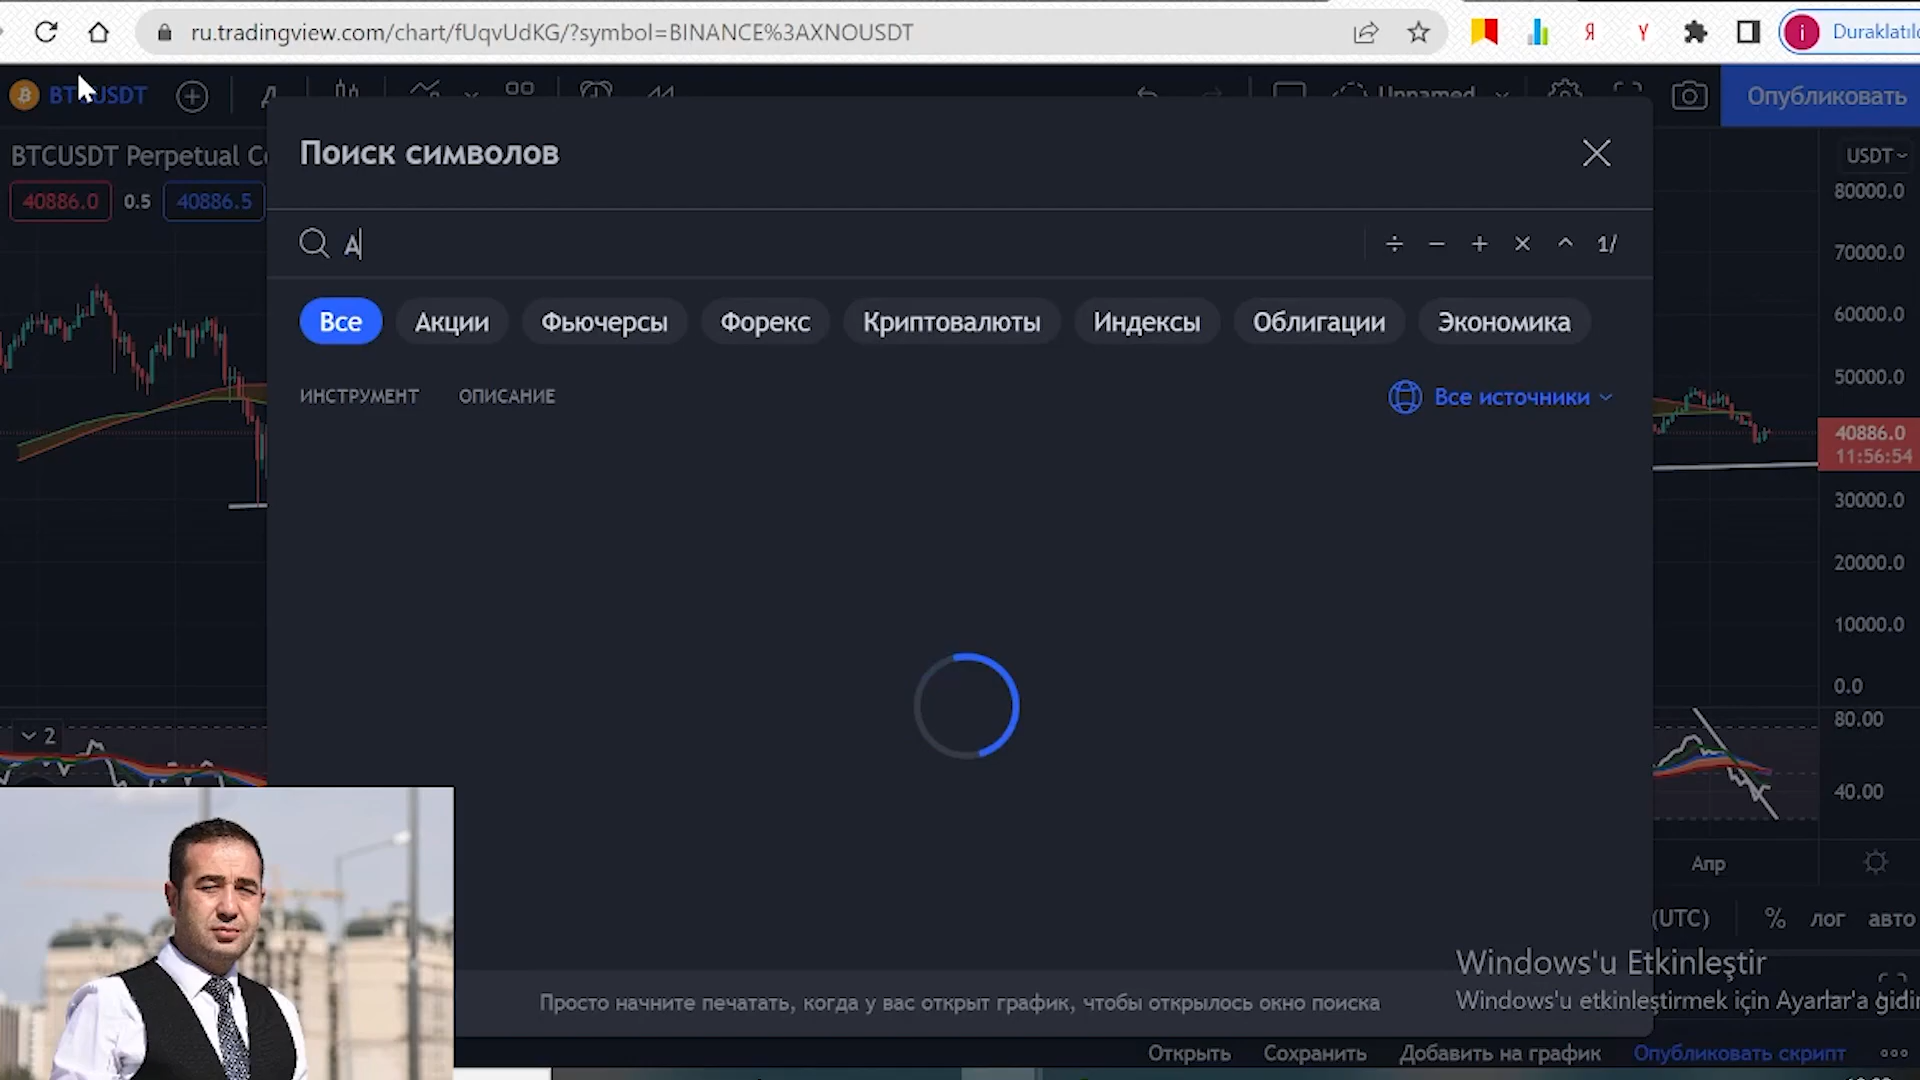 ru.tradingview.com/chart/fUqvUdKG/?symbol=BINANCE%3AXNOUSDT
Я
Y
i
BTCUSDT
Unnamed
Опубликовать
Поиск символов
BTCUSDT Perpetual
USDT
40886.0
0.5
40886.5
A
÷ − + × ^ 1/
Все
Акции
Фьючерсы
Форекс
Криптовалюты
Индексы
Облигации
Экономика
ИНСТРУМЕНТ
ОПИСАНИЕ
Все источники
80000.0
70000.0
60000.0
50000.0
40886.0
11:56:54
30000.0
20000.0
10000.0
0.0
80.00
40.00
2
Апр
(UTC)
%
лог
авто
Windows'u Etkinleştir
Windows'u etkinleştirmek için Ayarlar'a
Просто начните печатать, когда у вас открыт график, чтобы открылось окно поиска
Открыть
Сохранить
Добавить на график
Опубликовать скрипт